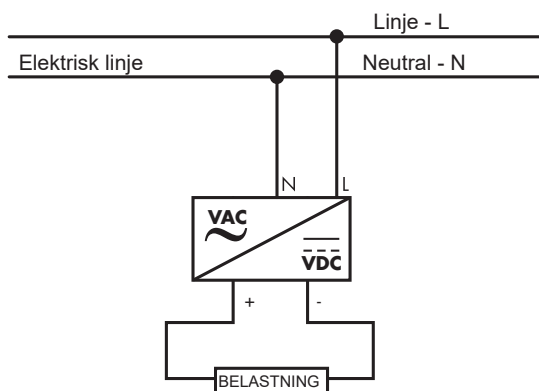 Linje - L
Elektrisk linje
Neutral - N
N
L
VAC
VDC
+
-
BELASTNING